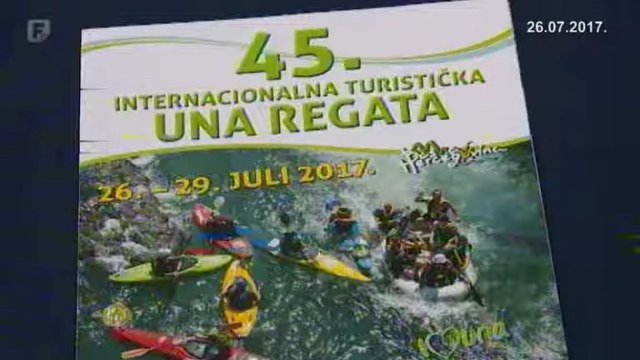 F
26.07.2017.
45.
INTERNACIONALNA TURISTIČKA
UNA REGATA
26. - 29. JULI 2017.